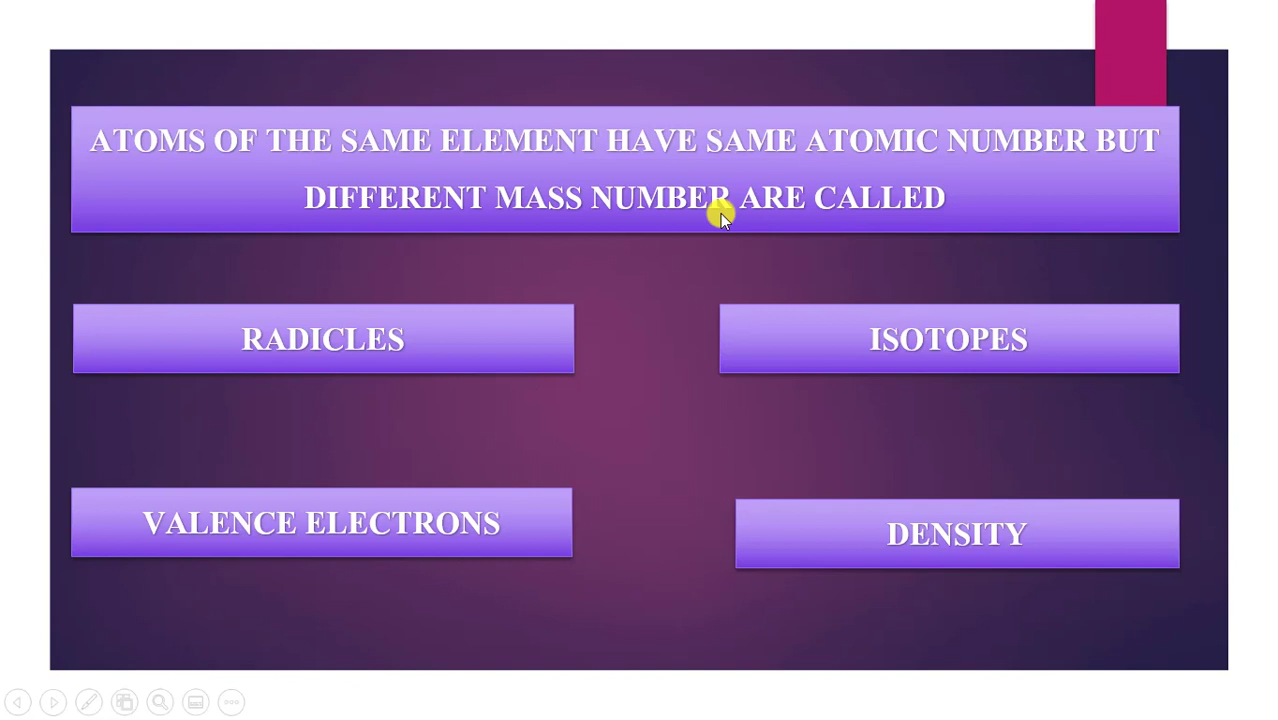 ATOMS OF THE SAME ELEMENT HAVE SAME ATOMIC NUMBER BUT
DIFFERENT MASS NUMBER ARE CALLED
RADICLES
ISOTOPES
VALENCE ELECTRONS
DENSITY